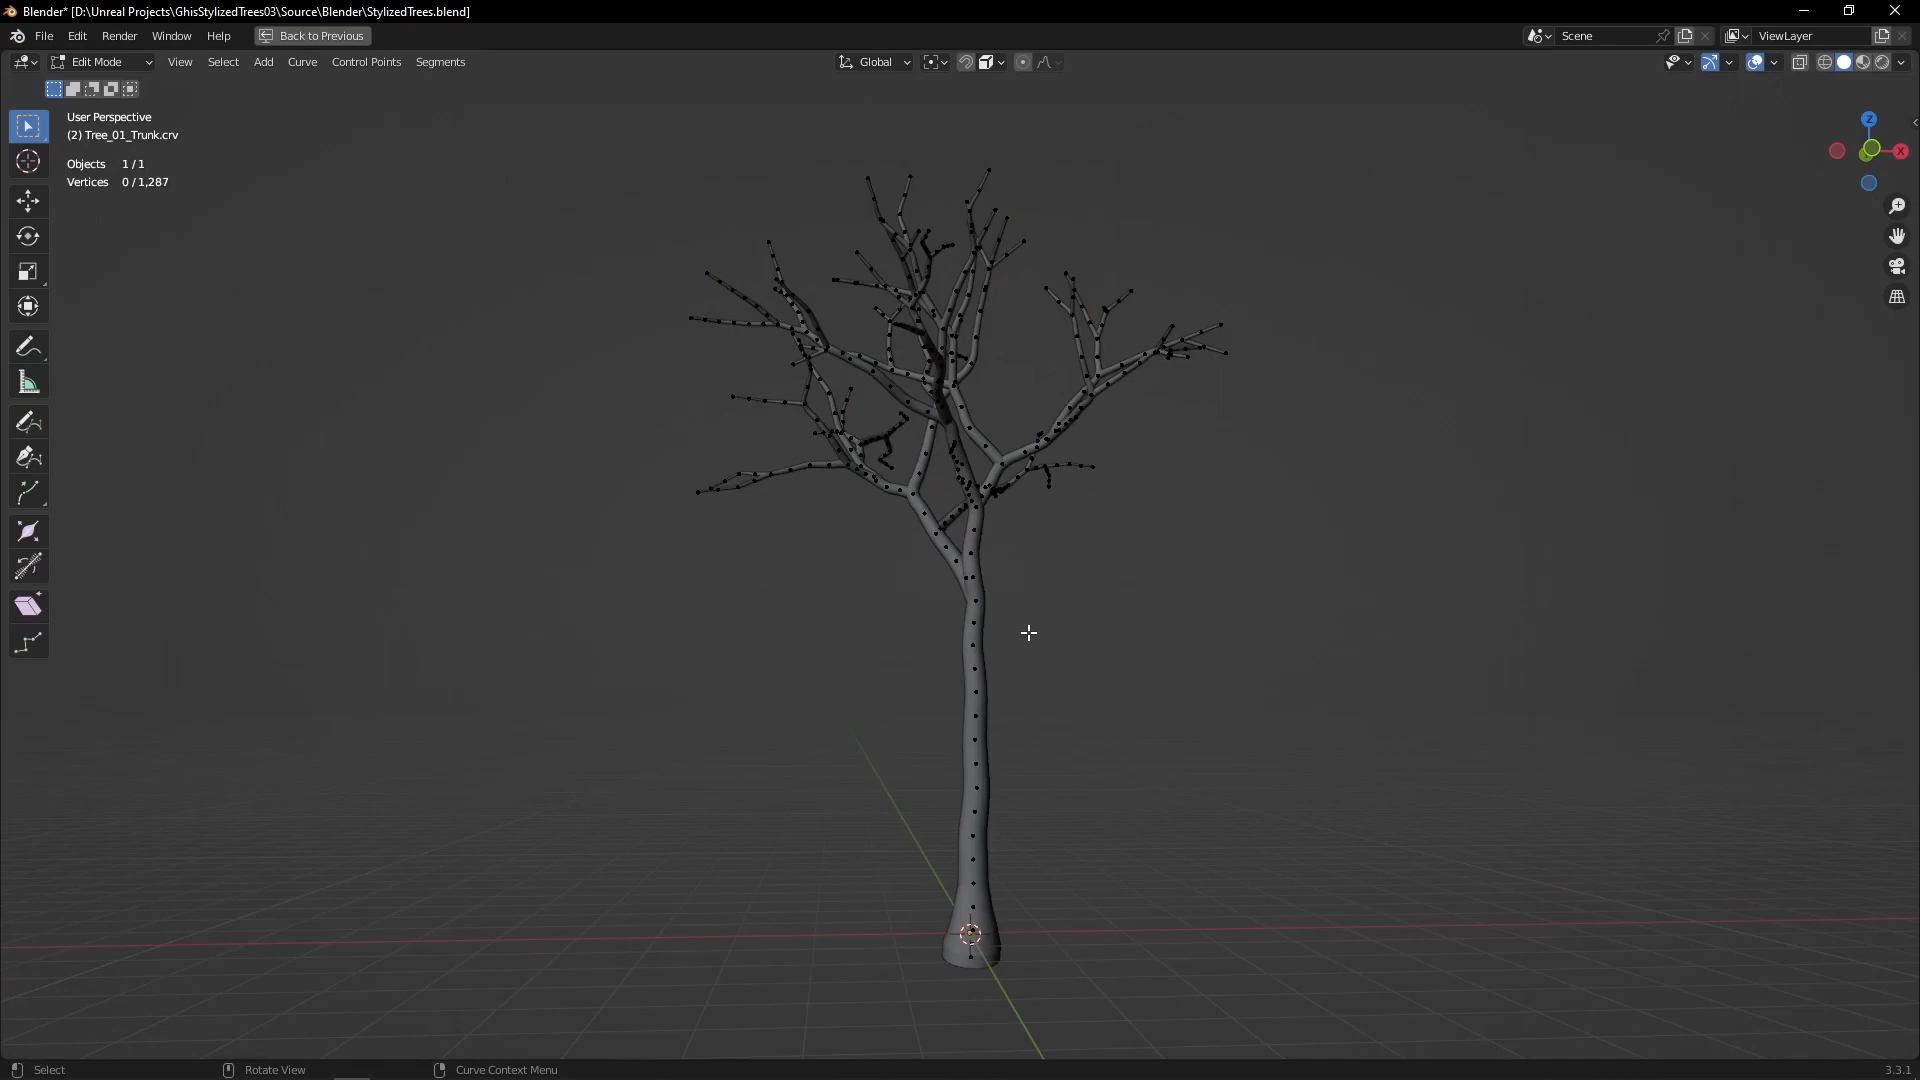 Blender* [D:\Unreal Projects\GhisStylizedTrees03\Source\Blender\StylizedTrees.blend]
File Edit Render Window Help Back to Previous Scene ViewLayer
Edit Mode View Select Add Curve Control Points Segments Global
User Perspective
(2) Tree_01_Trunk.crv
Objects 1 / 1
Vertices 0 / 1,287
Z
X
Select Rotate View Curve Context Menu 3.3.1